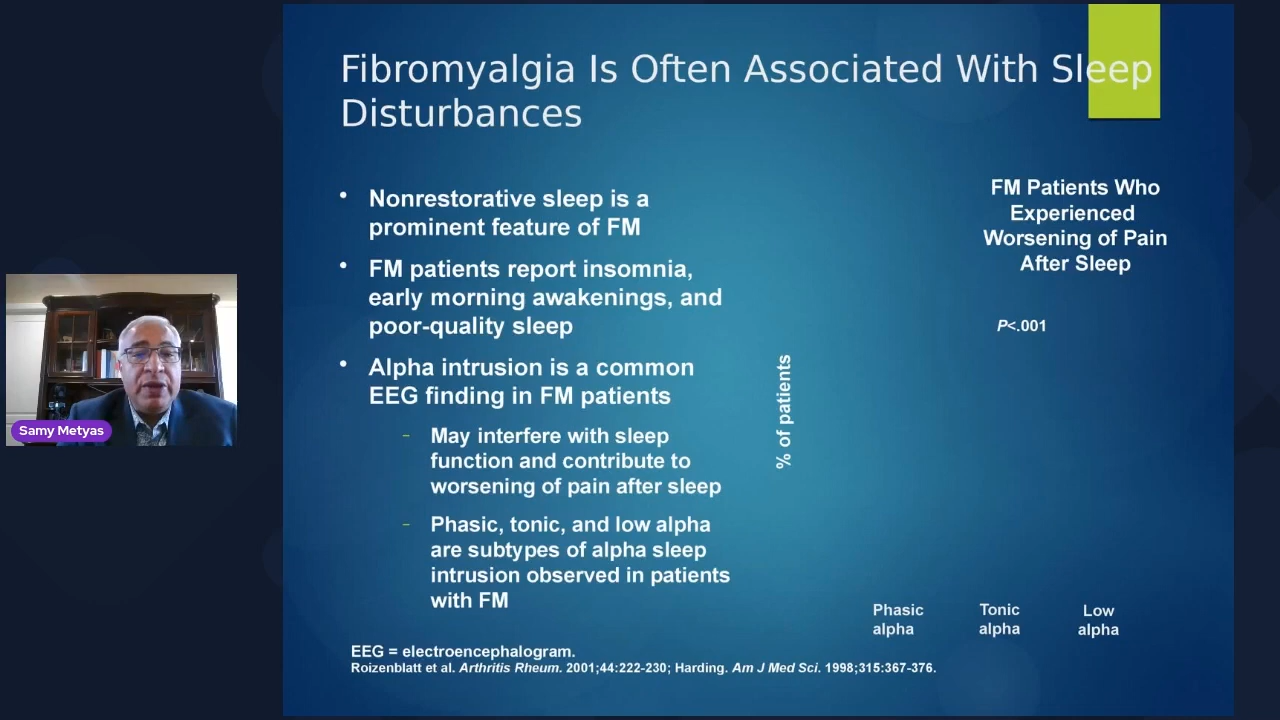 Fibromyalgia Is Often Associated With Sleep
Disturbances
• Nonrestorative sleep is a
prominent feature of FM
• FM patients report insomnia,
early morning awakenings, and
poor-quality sleep
• Alpha intrusion is a common
EEG finding in FM patients
– May interfere with sleep
function and contribute to
worsening of pain after sleep
– Phasic, tonic, and low alpha
are subtypes of alpha sleep
intrusion observed in patients
with FM
FM Patients Who
Experienced
Worsening of Pain
After Sleep
P<.001
% of patients
Phasic
alpha
Tonic
alpha
Low
alpha
EEG = electroencephalogram.
Roizenblatt et al. Arthritis Rheum. 2001;44:222-230; Harding. Am J Med Sci. 1998;315:367-376.
Samy Metyas